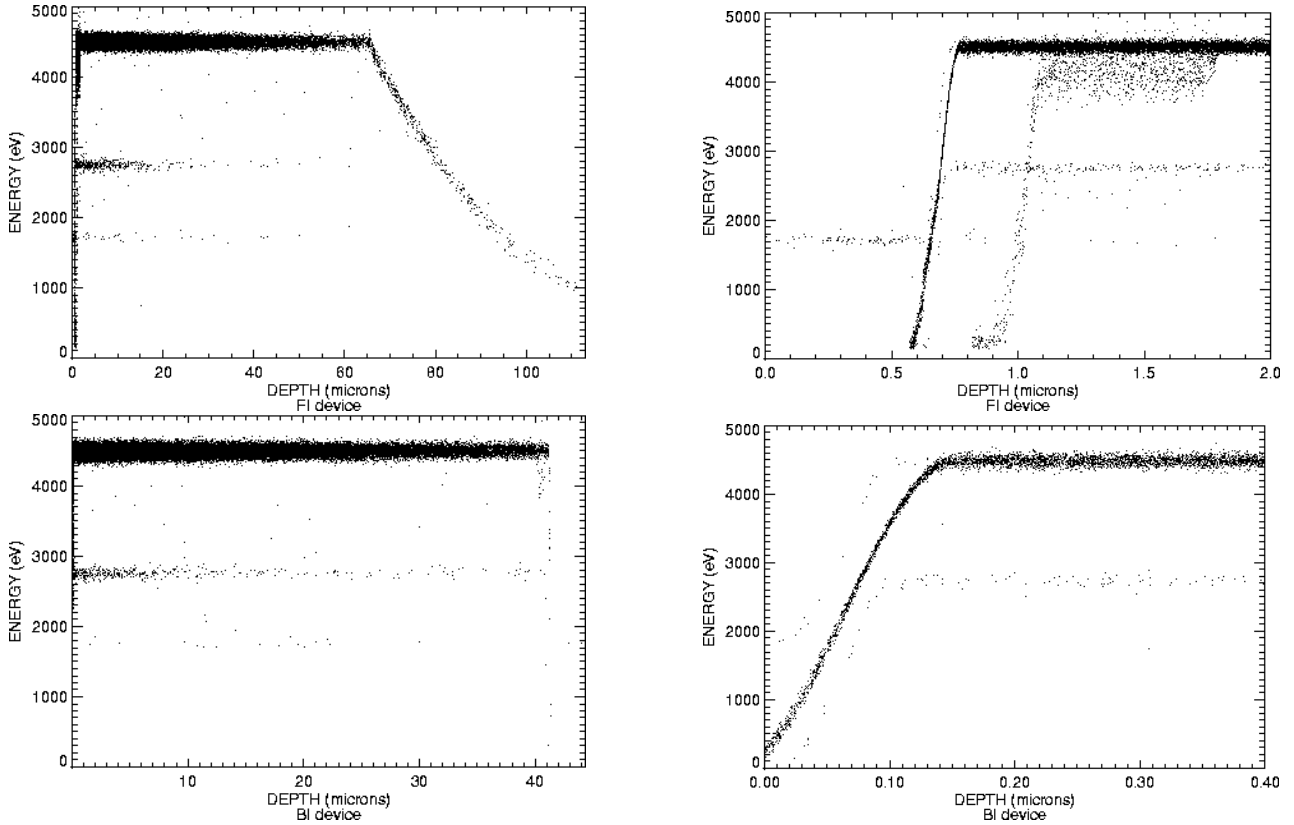 5000
4000
3000
2000
1000
0
ENERGY (eV)
0 20 40 60 80 100
DEPTH (microns)
FI device
5000
4000
3000
2000
1000
0
ENERGY (eV)
0.0 0.5 1.0 1.5 2.0
DEPTH (microns)
FI device
5000
4000
3000
2000
1000
0
ENERGY (eV)
10 20 30 40
DEPTH (microns)
BI device
5000
4000
3000
2000
1000
0
ENERGY (eV)
0.00 0.10 0.20 0.30 0.40
DEPTH (microns)
BI device